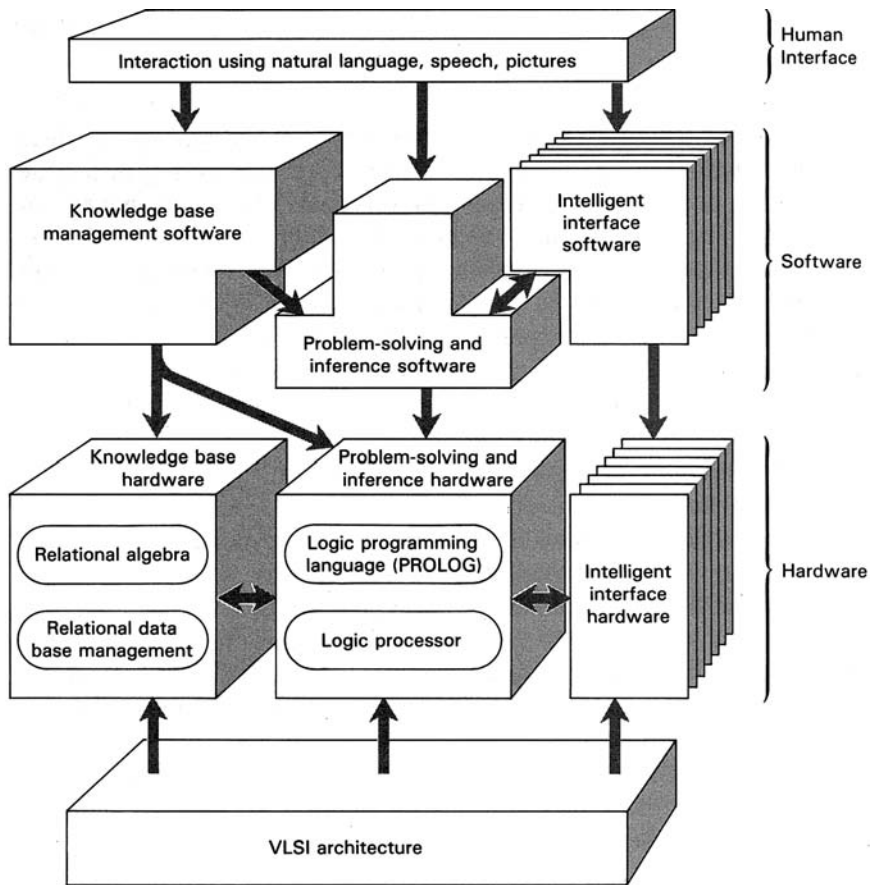 Interaction using natural language, speech, pictures
Human
Interface
Knowledge base
management software
Intelligent
interface
software
Software
Problem-solving and
inference software
Knowledge base
hardware
Problem-solving and
inference hardware
Relational algebra
Logic programming
language (PROLOG)
Intelligent
interface
hardware
Hardware
Relational data
base management
Logic processor
VLSI architecture